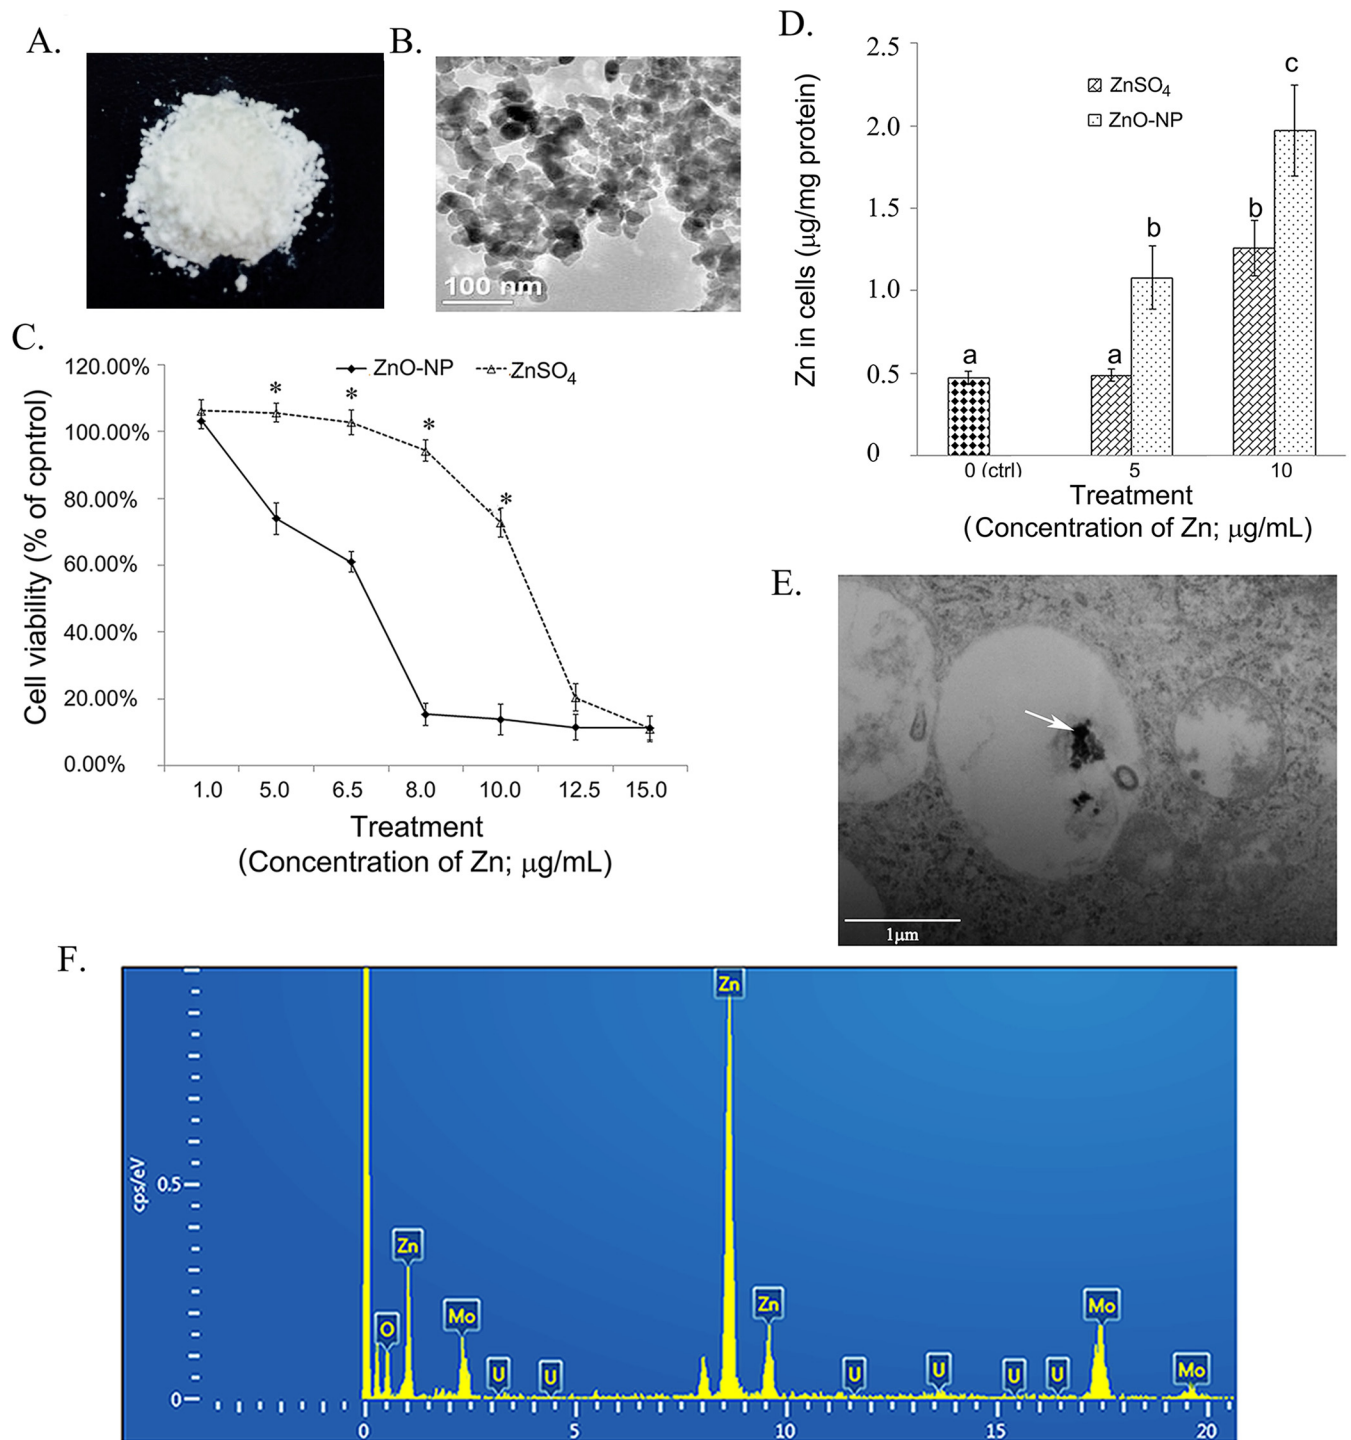 A.
B.
100 nm
C.
120.00%
100.00%
80.00%
60.00%
40.00%
20.00%
0.00%
Cell viability (% of cpntrol)
ZnO-NP
ZnSO4
*
*
*
*
1.0 5.0 6.5 8.0 10.0 12.5 15.0
Treatment
(Concentration of Zn; μg/mL)
D.
2.5
2.0
1.5
1.0
0.5
0
Zn in cells (μg/mg protein)
ZnSO4
ZnO-NP
a
a
b
b
c
0 (ctrl) 5 10
Treatment
(Concentration of Zn; μg/mL)
E.
1μm
F.
cps/eV
0.5
0
Zn
Zn
O
Mo
U
U
Zn
U
U
U
U
Mo
Mo
0 5 10 15 20